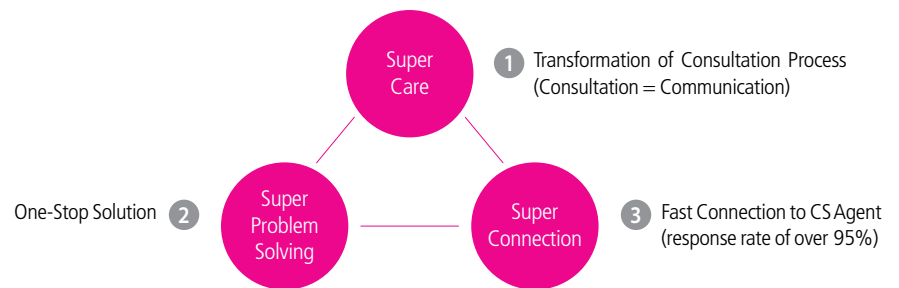 Super
Care
1 Transformation of Consultation Process
(Consultation = Communication)
One-Stop Solution 2
Super
Problem
Solving
Super
Connection
3 Fast Connection to CS Agent
(response rate of over 95%)